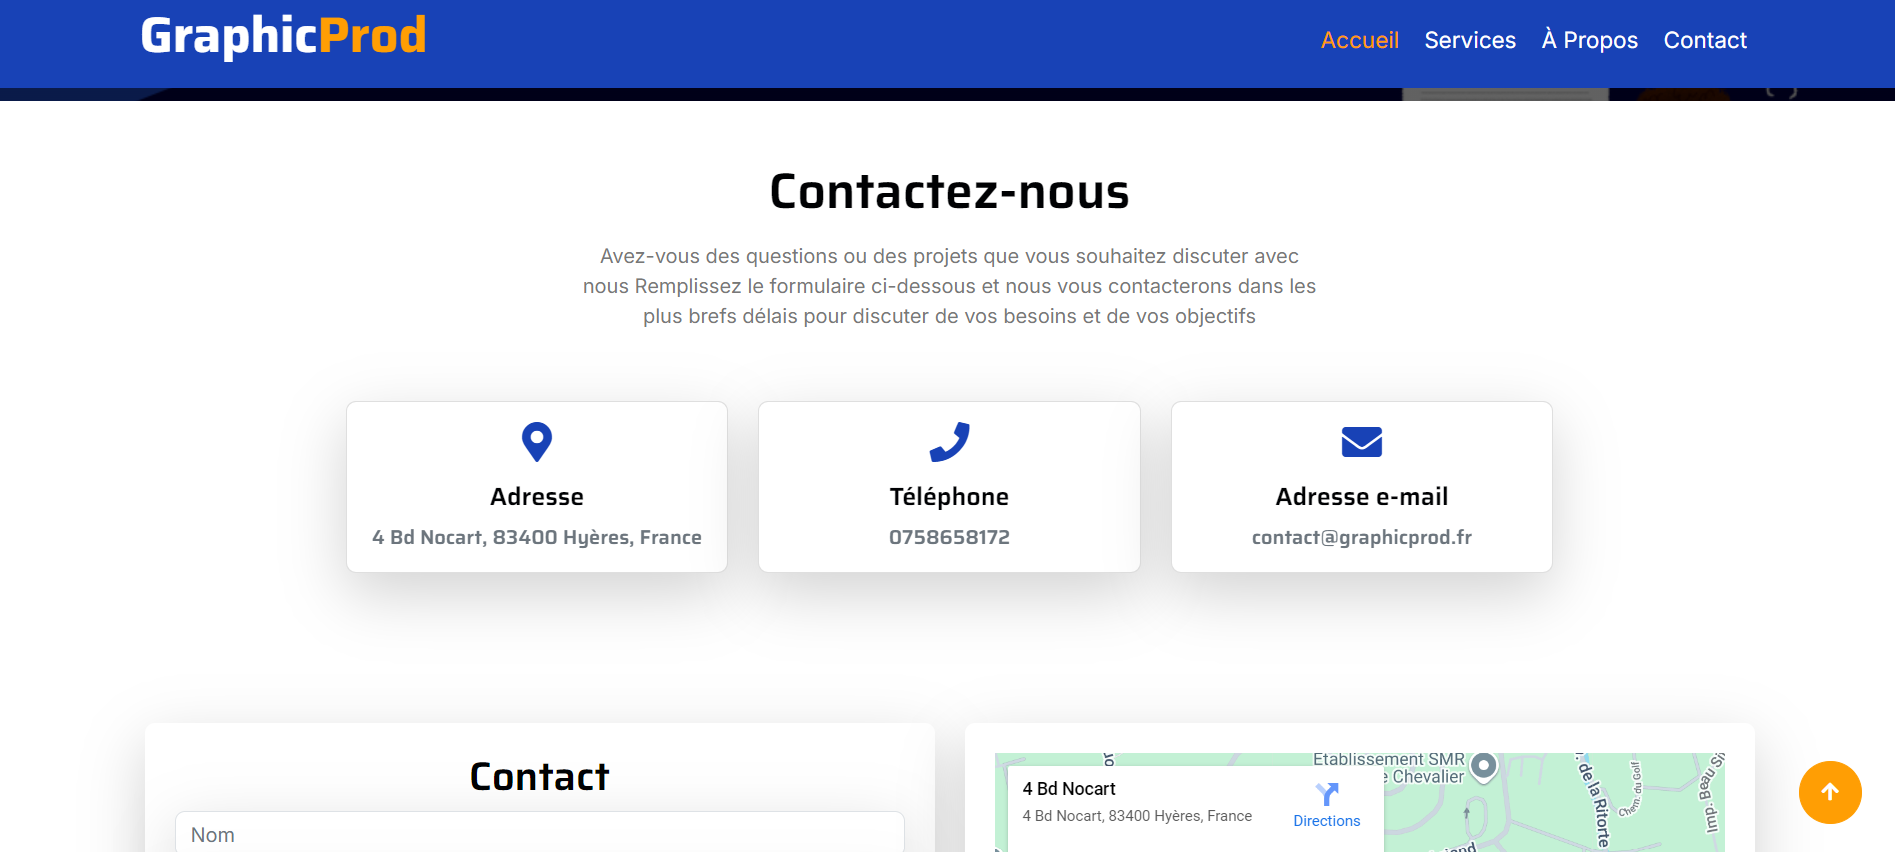 GraphicProd
Accueil Services À Propos Contact
Contactez-nous
Avez-vous des questions ou des projets que vous souhaitez discuter avec
nous Remplissez le formulaire ci-dessous et nous vous contacterons dans les
plus brefs délais pour discuter de vos besoins et de vos objectifs
Adresse
4 Bd Nocart, 83400 Hyères, France
Téléphone
0758658172
Adresse e-mail
contact@graphicprod.fr
Contact
Nom
4 Bd Nocart
4 Bd Nocart, 83400 Hyères, France
Directions
Etablissement SMR
Chevalier
de la Ritorte
Chem. du Golf
Imp. Beau